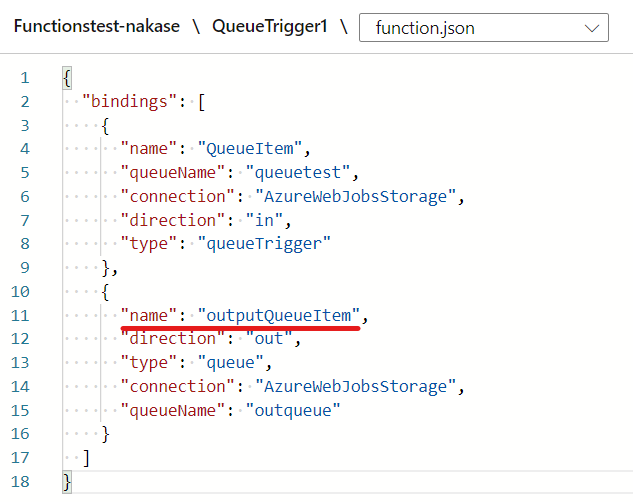 Functionstest-nakase \ QueueTrigger1 \ function.json
1 {
2 "bindings": [
3 {
4 "name": "QueueItem",
5 "queueName": "queuetest",
6 "connection": "AzureWebJobsStorage",
7 "direction": "in",
8 "type": "queueTrigger"
9 },
10 {
11 "name": "outputQueueItem",
12 "direction": "out",
13 "type": "queue",
14 "connection": "AzureWebJobsStorage",
15 "queueName": "outqueue"
16 }
17 ]
18 }